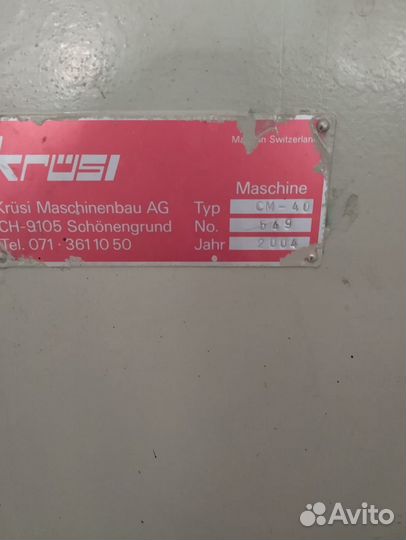 krüsi
Made in Switzerland
Maschine
Krüsi Maschinenbau AG
CH-9105 Schönengrund
Tel. 071 · 361 10 50
Typ CM-40
No. 549
Jahr 2004
Avito